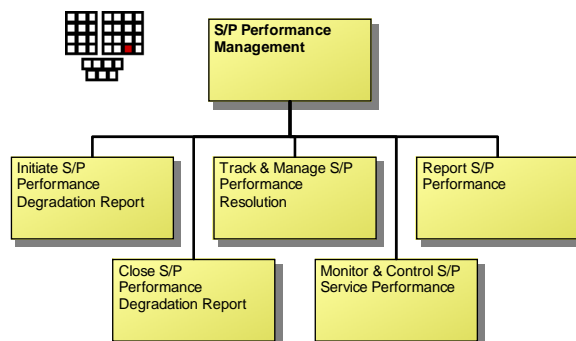 S/P Performance
Management
Initiate S/P
Performance
Degradation Report
Track & Manage S/P
Performance
Resolution
Report S/P
Performance
Close S/P
Performance
Degradation Report
Monitor & Control S/P
Service Performance